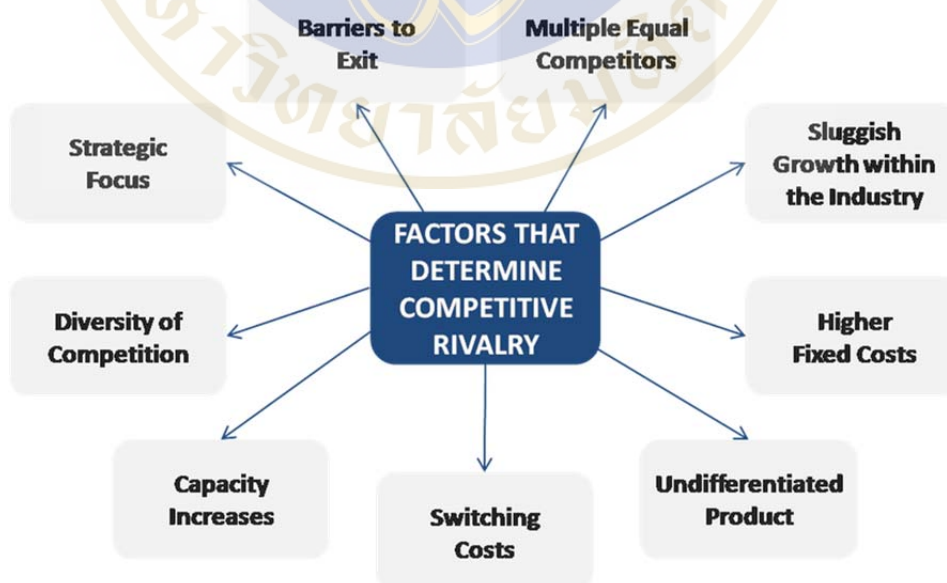 Barriers to
Exit
Multiple Equal
Competitors
Strategic
Focus
Sluggish
Growth within
the Industry
FACTORS THAT
DETERMINE
COMPETITIVE
RIVALRY
Diversity of
Competition
Higher
Fixed Costs
Capacity
Increases
Switching
Costs
Undifferentiated
Product